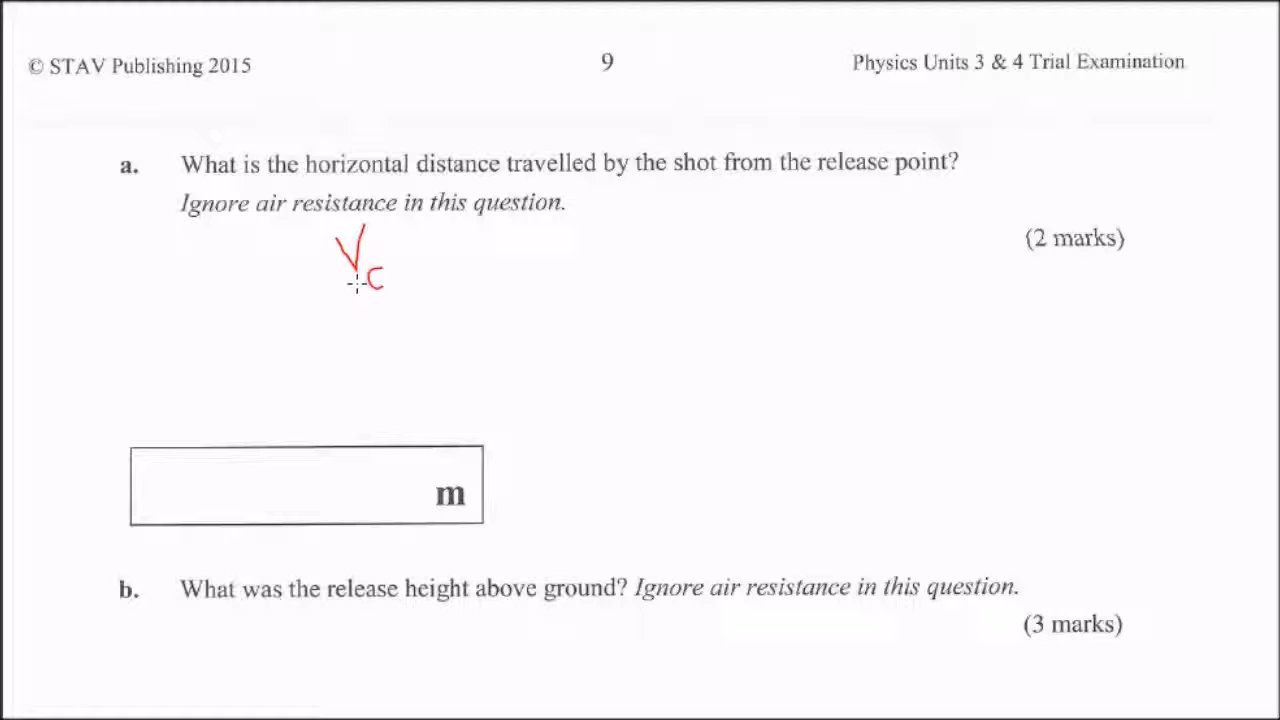 © STAV Publishing 2015 9 Physics Units 3 & 4 Trial Examination
a. What is the horizontal distance travelled by the shot from the release point?
Ignore air resistance in this question.
(2 marks)
Vc
m
b. What was the release height above ground? Ignore air resistance in this question.
(3 marks)